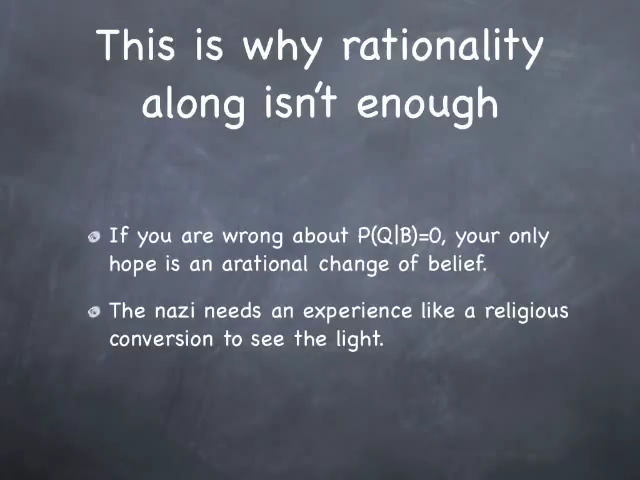 This is why rationality
along isn't enough
If you are wrong about P(Q|B)=0, your only
hope is an arational change of belief.
The nazi needs an experience like a religious
conversion to see the light.